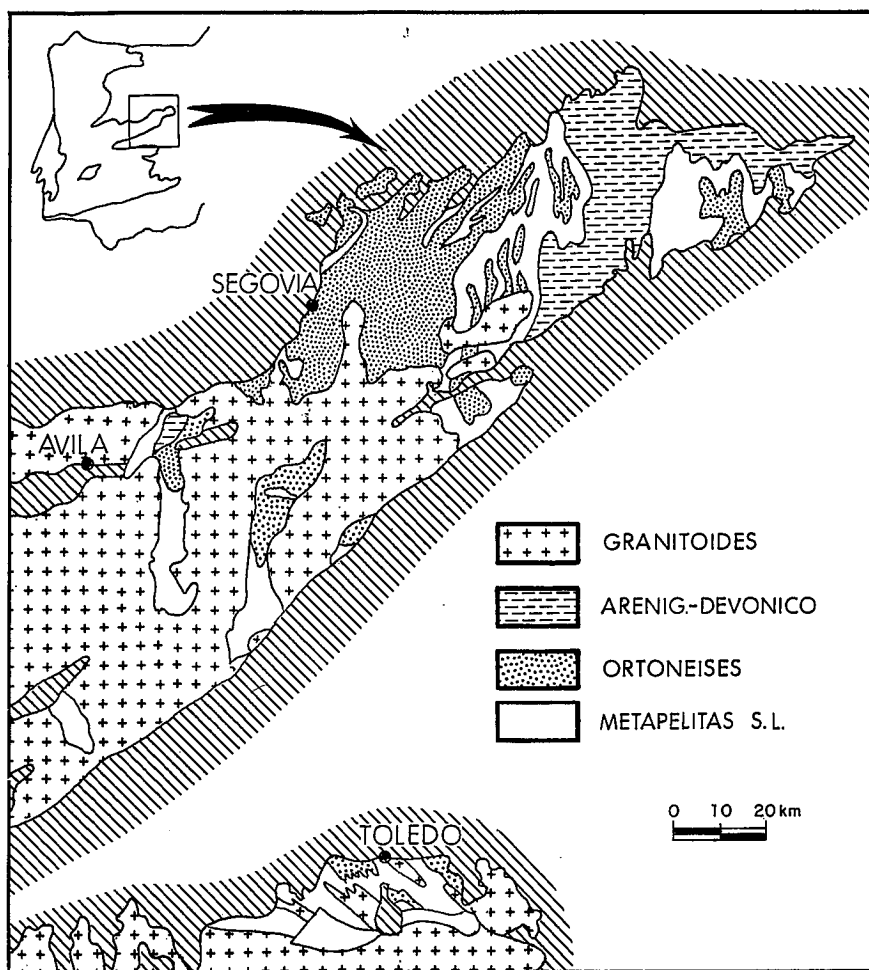 SEGOVIA
AVILA
GRANITOIDES
ARENIG.-DEVONICO
ORTONEISES
METAPELITAS S.L.
0 10 20 km
TOLEDO